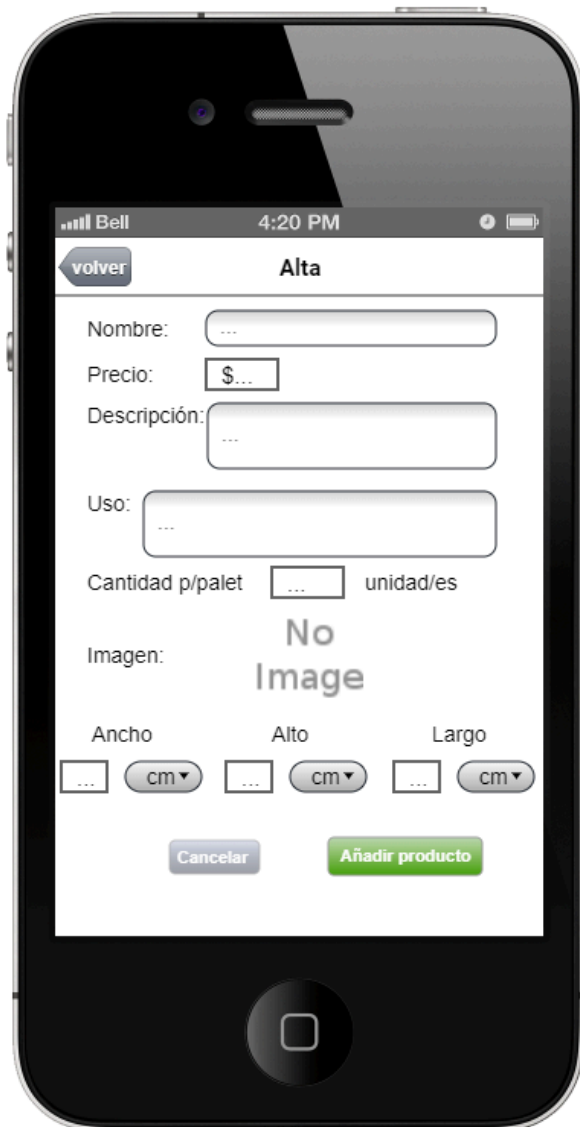 Bell 4:20 PM
volver Alta
Nombre: ...
Precio: $...
Descripción: ...
Uso: ...
Cantidad p/palet ... unidad/es
Imagen: No Image
Ancho Alto Largo
... cm ... cm ... cm
Cancelar Añadir producto